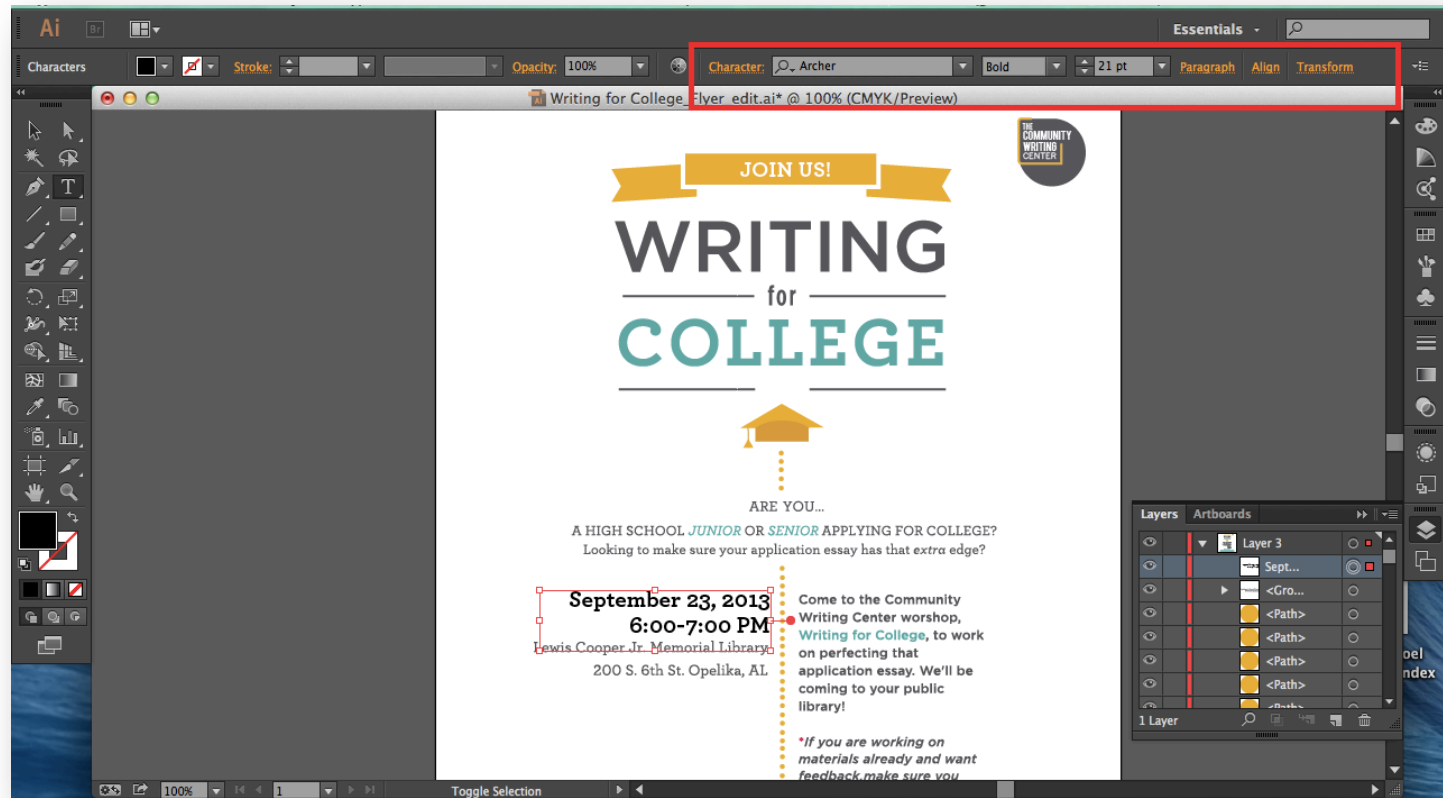 Ai Br Essentials
Characters Stroke: Opacity: 100% Character: Archer Bold 21 pt Paragraph Align Transform
Writing for College_Flyer_edit.ai* @ 100% (CMYK/Preview)
THE
COMMUNITY
WRITING
CENTER
JOIN US!
WRITING
for
COLLEGE
ARE YOU...
A HIGH SCHOOL JUNIOR OR SENIOR APPLYING FOR COLLEGE?
Looking to make sure your application essay has that extra edge?
September 23, 2013
6:00-7:00 PM
Lewis Cooper Jr. Memorial Library
200 S. 6th St. Opelika, AL
Come to the Community
Writing Center worshop,
Writing for College, to work
on perfecting that
application essay. We'll be
coming to your public
library!
*If you are working on
materials already and want
feedback,make sure you
Layers Artboards
Layer 3
Sept...
<Gro...
<Path>
<Path>
<Path>
<Path>
<Path>
1 Layer
oel
ndex
100% 1 Toggle Selection